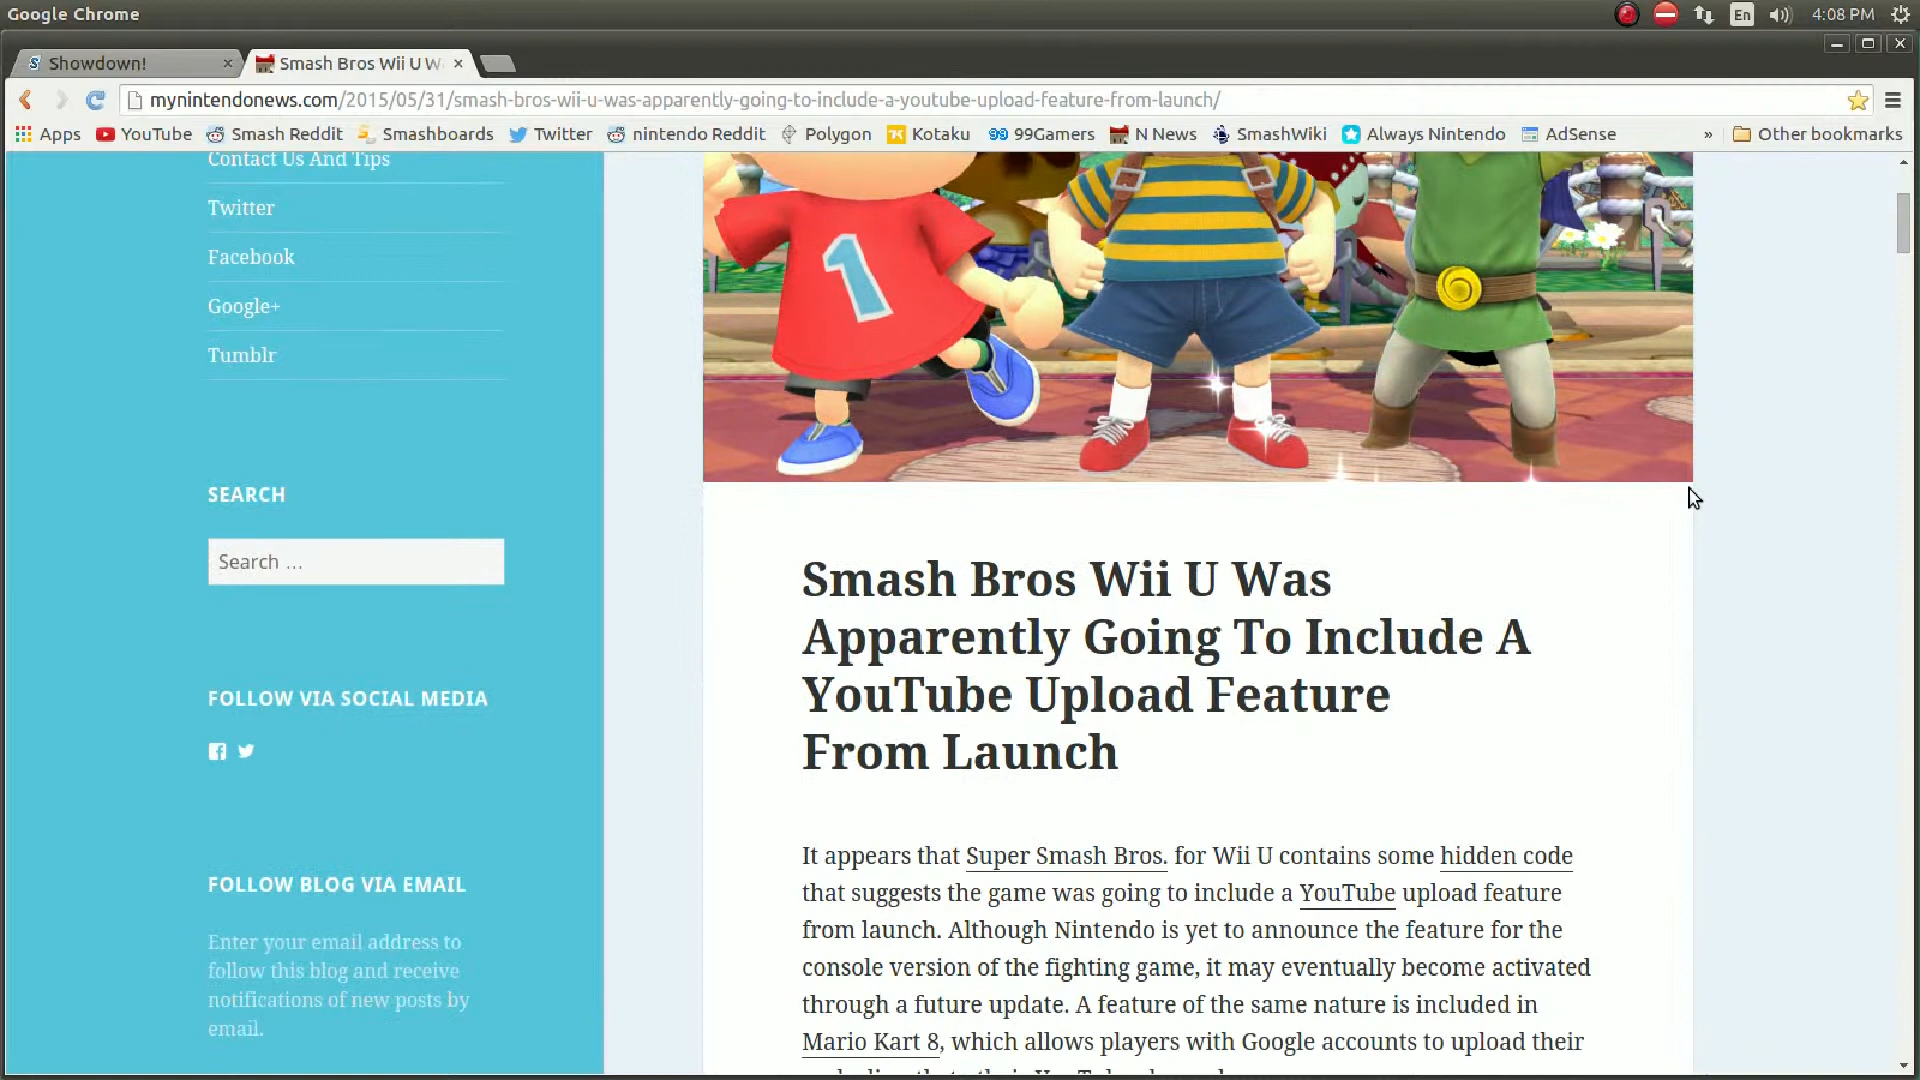 Google Chrome
En
4:08 PM
Showdown!
Smash Bros Wii U W
mynintendonews.com/2015/05/31/smash-bros-wii-u-was-apparently-going-to-include-a-youtube-upload-feature-from-launch/
Apps YouTube Smash Reddit Smashboards Twitter nintendo Reddit Polygon Kotaku 99Gamers N News SmashWiki Always Nintendo AdSense » Other bookmarks
Contact Us And Tips
Twitter
Facebook
Google+
Tumblr
SEARCH
Search ...
FOLLOW VIA SOCIAL MEDIA
FOLLOW BLOG VIA EMAIL
Enter your email address to
follow this blog and receive
notifications of new posts by
email.
1
Smash Bros Wii U Was
Apparently Going To Include A
YouTube Upload Feature
From Launch
It appears that Super Smash Bros. for Wii U contains some hidden code
that suggests the game was going to include a YouTube upload feature
from launch. Although Nintendo is yet to announce the feature for the
console version of the fighting game, it may eventually become activated
through a future update. A feature of the same nature is included in
Mario Kart 8, which allows players with Google accounts to upload their